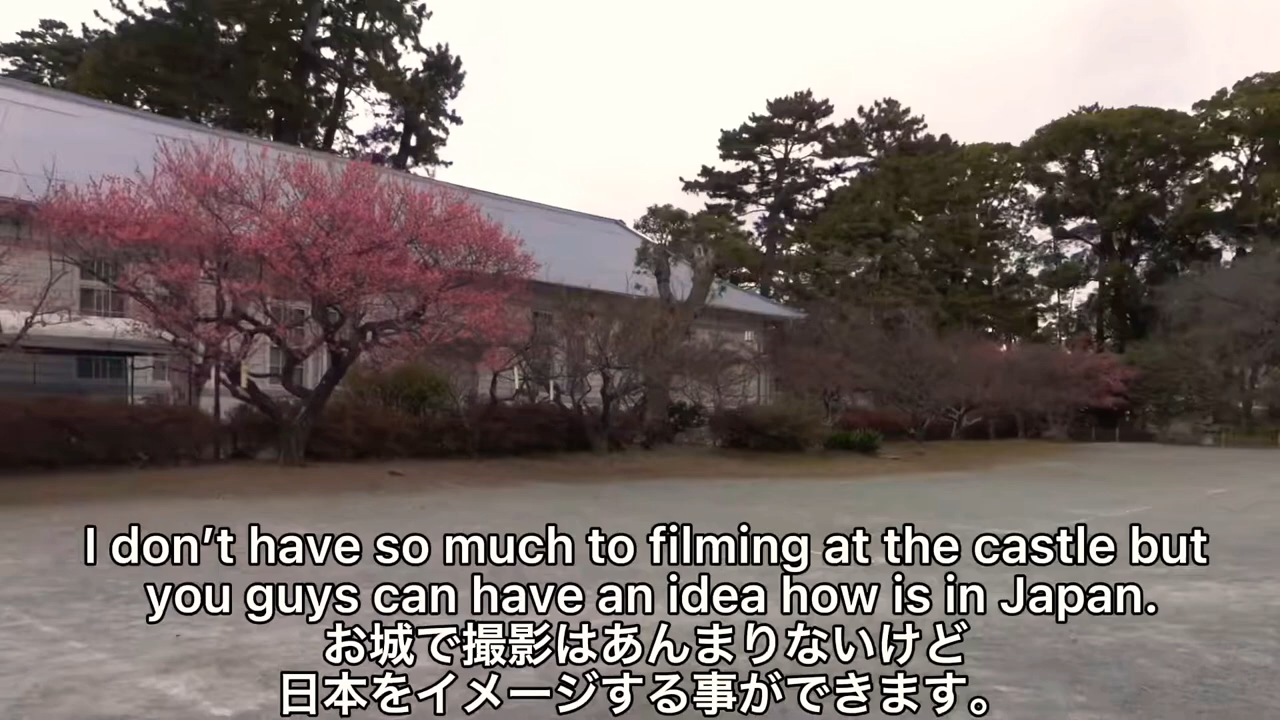 I don’t have so much to filming at the castle but
you guys can have an idea how is in Japan.
お城で撮影はあんまりないけど
日本をイメージする事ができます。